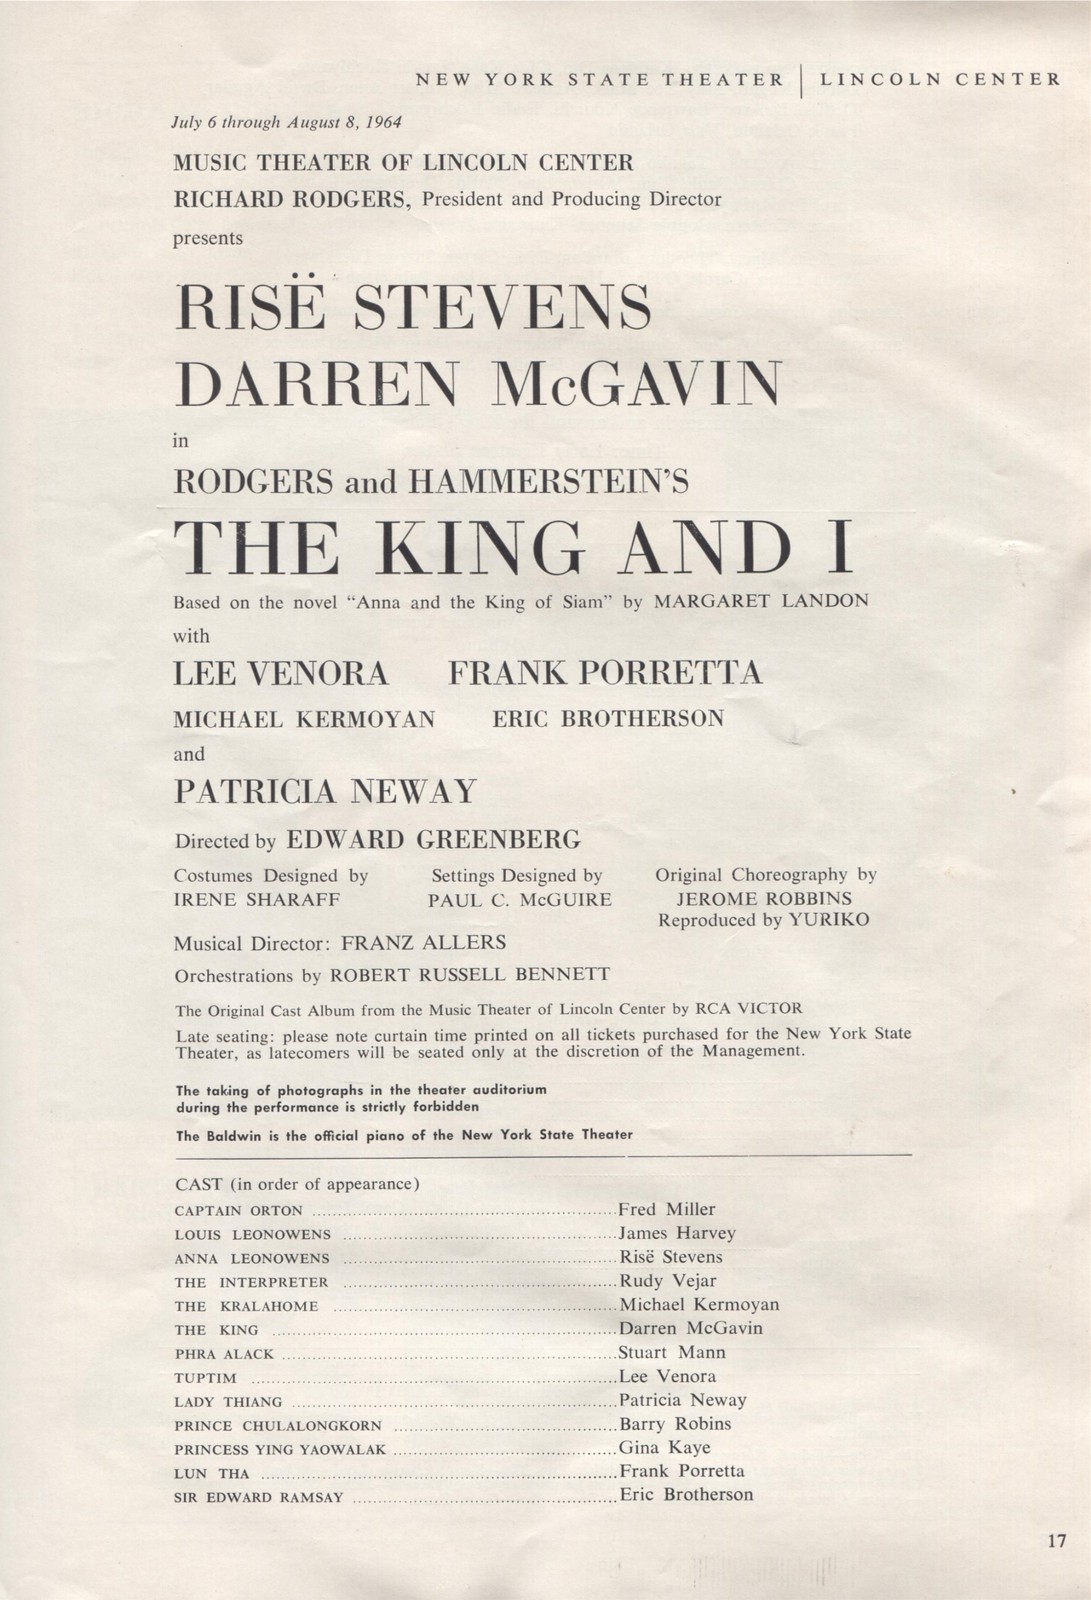 NEW YORK STATE THEATER | LINCOLN CENTER
July 6 through August 8, 1964
MUSIC THEATER OF LINCOLN CENTER
RICHARD RODGERS, President and Producing Director
presents
RISË STEVENS
DARREN McGAVIN
in
RODGERS and HAMMERSTEIN'S
THE KING AND I
Based on the novel "Anna and the King of Siam" by MARGARET LANDON
with
LEE VENORA FRANK PORRETTA
MICHAEL KERMOYAN ERIC BROTHERSON
and
PATRICIA NEWAY
Directed by EDWARD GREENBERG
Costumes Designed by Settings Designed by Original Choreography by
IRENE SHARAFF PAUL C. McGUIRE JEROME ROBBINS
Reproduced by YURIKO
Musical Director: FRANZ ALLERS
Orchestrations by ROBERT RUSSELL BENNETT
The Original Cast Album from the Music Theater of Lincoln Center by RCA VICTOR
Late seating: please note curtain time printed on all tickets purchased for the New York State
Theater, as latecomers will be seated only at the discretion of the Management.
The taking of photographs in the theater auditorium
during the performance is strictly forbidden
The Baldwin is the official piano of the New York State Theater
CAST (in order of appearance)
CAPTAIN ORTON ........ Fred Miller
LOUIS LEONOWENS ........ James Harvey
ANNA LEONOWENS ........ Risë Stevens
THE INTERPRETER ........ Rudy Vejar
THE KRALAHOME ........ Michael Kermoyan
THE KING ........ Darren McGavin
PHRA ALACK ........ Stuart Mann
TUPTIM ........ Lee Venora
LADY THIANG ........ Patricia Neway
PRINCE CHULALONGKORN ........ Barry Robins
PRINCESS YING YAOWALAK ........ Gina Kaye
LUN THA ........ Frank Porretta
SIR EDWARD RAMSAY ........ Eric Brotherson
17